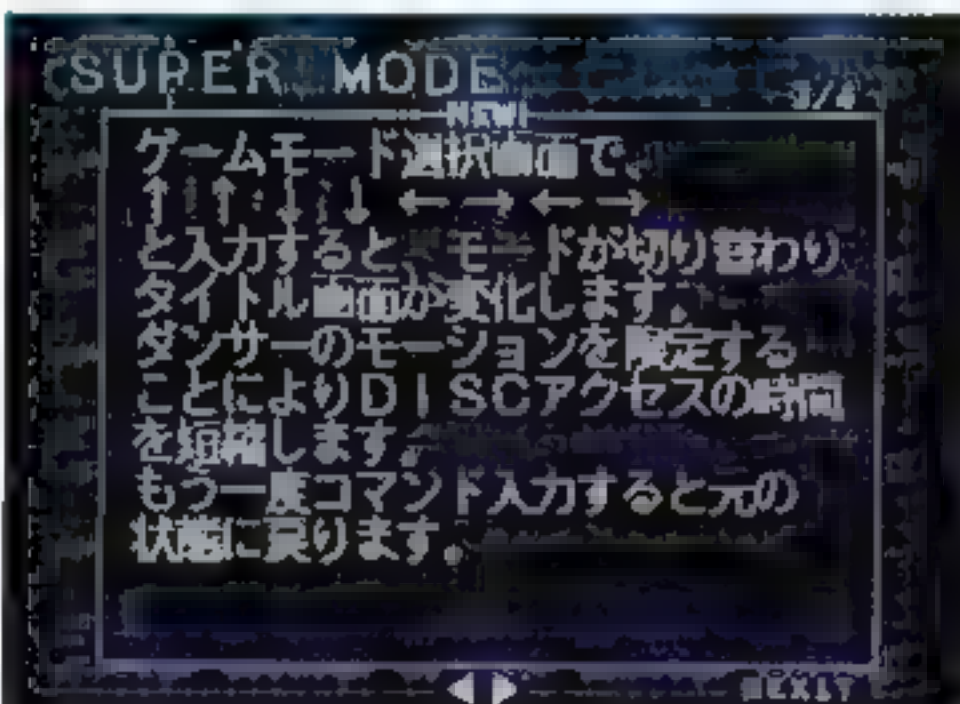 SUPER MODE
3/4
NEW!
ゲームモード選択画面で、
↑↑↓↓←→←→
と入力すると、モードが切り替わり
タイトル画面が変化します。
ダンサーのモーションを限定する
ことによりDISCアクセスの時間
を短縮します。
もう一度コマンド入力すると元の
状態に戻ります。
EXIT